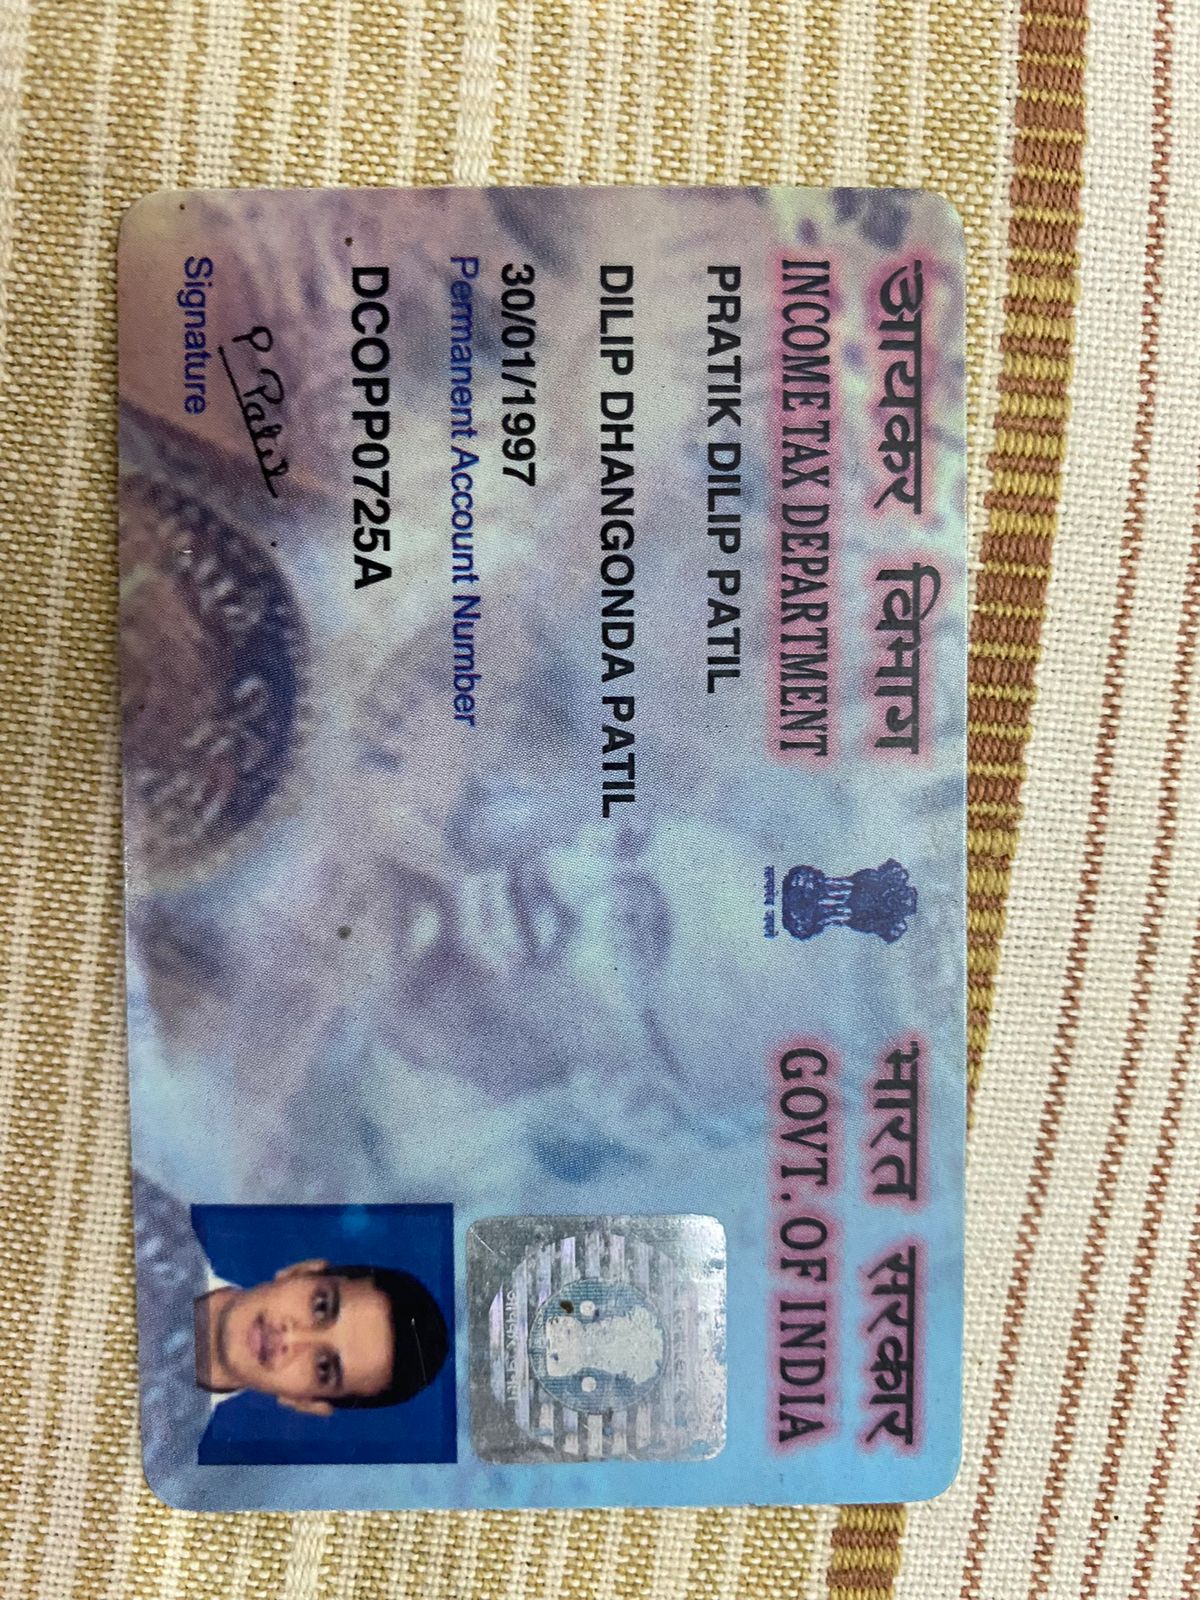 आयकर विभाग
INCOME TAX DEPARTMENT
भारत सरकार
GOVT. OF INDIA
PRATIK DILIP PATIL
DILIP DHANGONDA PATIL
30/01/1997
Permanent Account Number
DCOPP0725A
P Patil
Signature